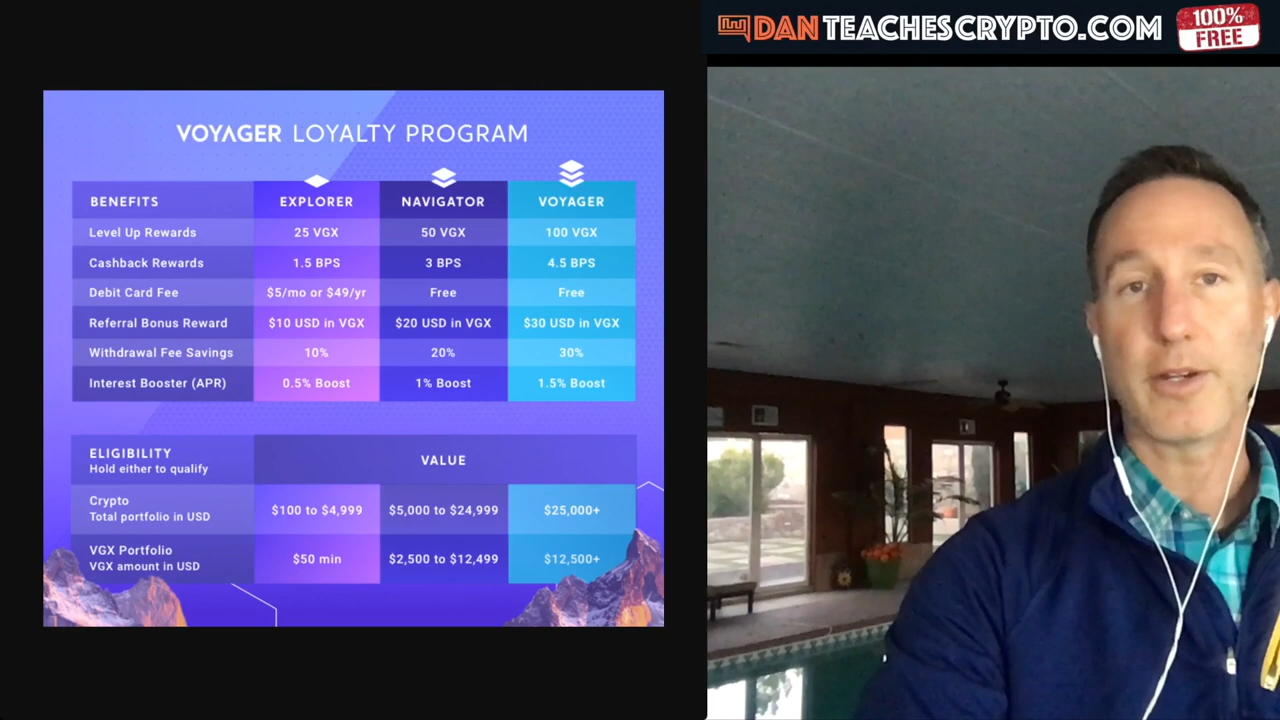 DANTEACHESCRYPTO.COM
100%
FREE
VOYAGER LOYALTY PROGRAM
BENEFITS EXPLORER NAVIGATOR VOYAGER
Level Up Rewards 25 VGX 50 VGX 100 VGX
Cashback Rewards 1.5 BPS 3 BPS 4.5 BPS
Debit Card Fee $5/mo or $49/yr Free Free
Referral Bonus Reward $10 USD in VGX $20 USD in VGX $30 USD in VGX
Withdrawal Fee Savings 10% 20% 30%
Interest Booster (APR) 0.5% Boost 1% Boost 1.5% Boost
ELIGIBILITY
Hold either to qualify
VALUE
Crypto
Total portfolio in USD
$100 to $4,999 $5,000 to $24,999 $25,000+
VGX Portfolio
VGX amount in USD
$50 min $2,500 to $12,499 $12,500+